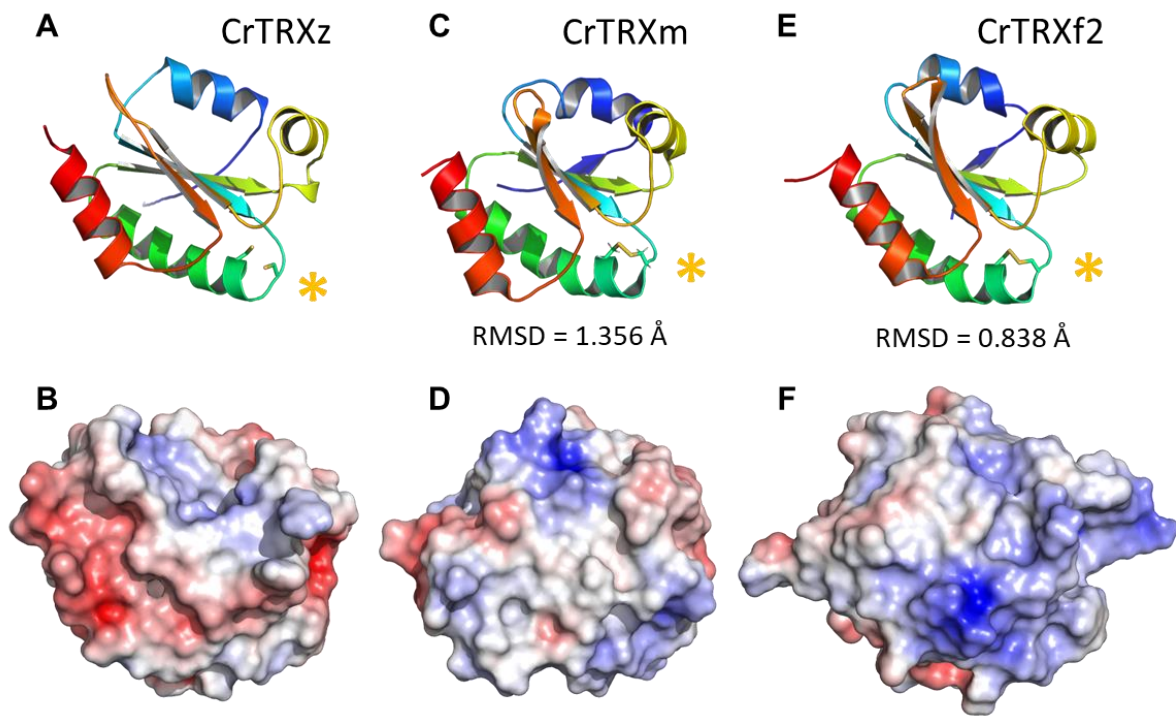 A CrTRXz
C CrTRXm
E CrTRXf2
*
*
*
RMSD = 1.356 Å
RMSD = 0.838 Å
B
D
F